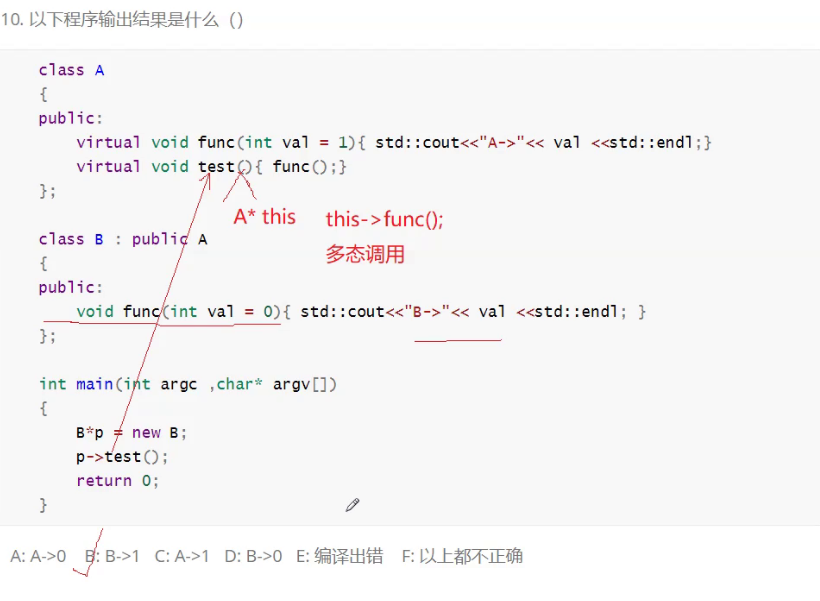 10. 以下程序输出结果是什么（）
class A
{
public:
virtual void func(int val = 1){ std::cout<<"A->"<< val <<std::endl;}
virtual void test(){ func();}
};
A* this this->func();
多态调用
class B : public A
{
public:
void func(int val = 0){ std::cout<<"B->"<< val <<std::endl; }
};
int main(int argc ,char* argv[])
{
B*p = new B;
p->test();
return 0;
}
A: A->0 B: B->1 C: A->1 D: B->0 E: 编译出错 F: 以上都不正确